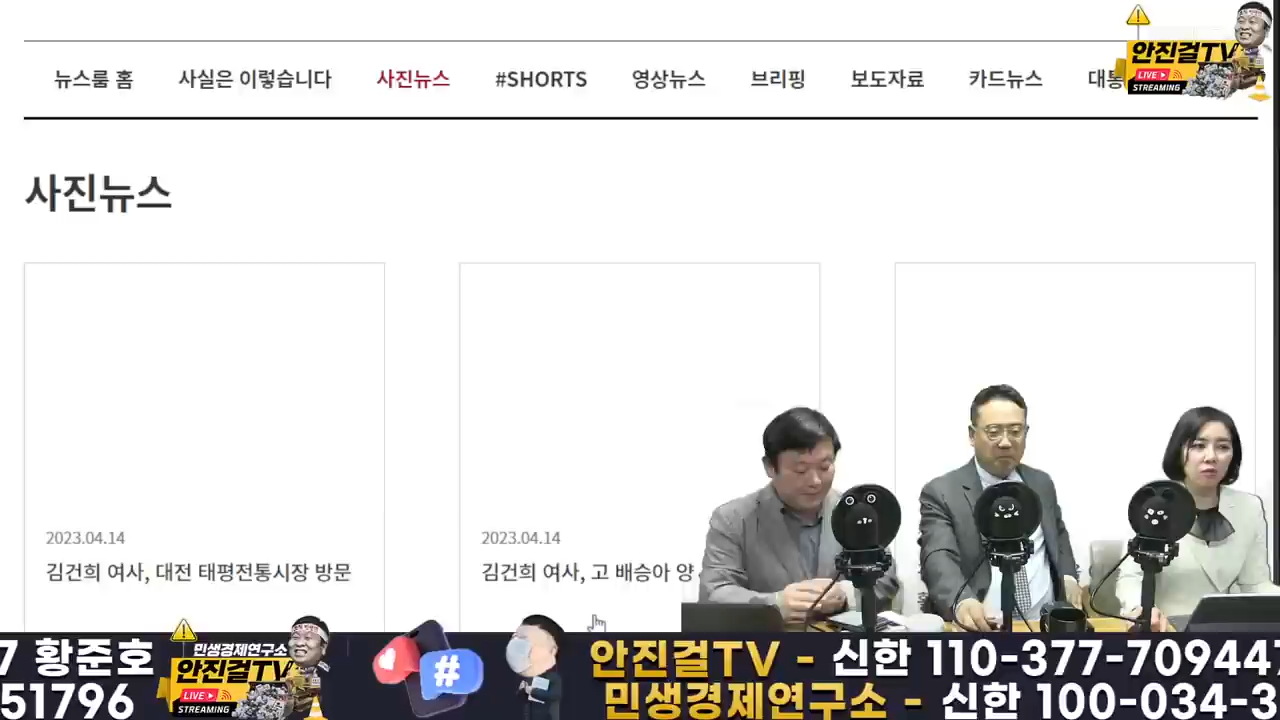 안진걸TV
LIVE
STREAMING
뉴스룸 홈 사실은 이렇습니다 사진뉴스 #SHORTS 영상뉴스 브리핑 보도자료 카드뉴스 대통
사진뉴스
2023.04.14
김건희 여사, 대전 태평전통시장 방문
2023.04.14
김건희 여사, 고 배승아 양
7 황준호
51796
민생경제연구소
안진걸TV
LIVE
STREAMING
#
안진걸TV - 신한 110-377-709447
민생경제연구소 - 신한 100-034-3